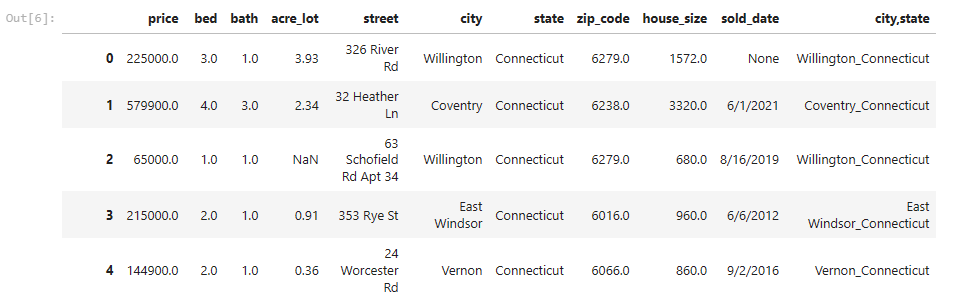 Out[6]:
price bed bath acre_lot street city state zip_code house_size sold_date city,state
0 225000.0 3.0 1.0 3.93 326 River Rd Willington Connecticut 6279.0 1572.0 None Willington_Connecticut
1 579900.0 4.0 3.0 2.34 32 Heather Ln Coventry Connecticut 6238.0 3320.0 6/1/2021 Coventry_Connecticut
2 65000.0 1.0 1.0 NaN 63 Schofield Rd Apt 34 Willington Connecticut 6279.0 680.0 8/16/2019 Willington_Connecticut
3 215000.0 2.0 1.0 0.91 353 Rye St East Windsor Connecticut 6016.0 960.0 6/6/2012 East Windsor_Connecticut
4 144900.0 2.0 1.0 0.36 24 Worcester Rd Vernon Connecticut 6066.0 860.0 9/2/2016 Vernon_Connecticut